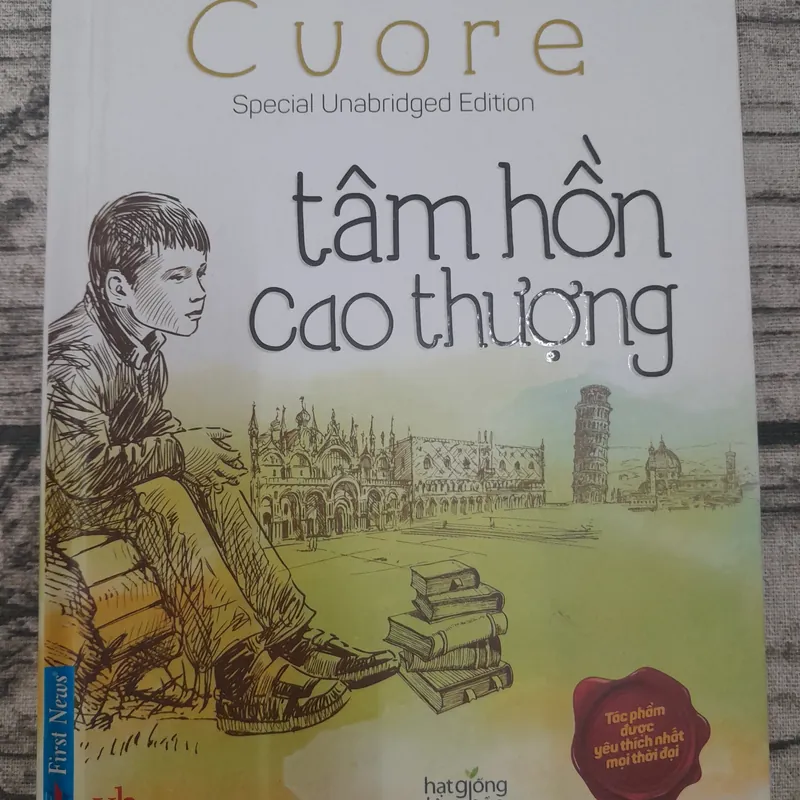 Cuore
Special Unabridged Edition
tâm hồn
cao thượng
Tác phẩm
được
yêu thích nhất
mọi thời đại
First News
hạt giống